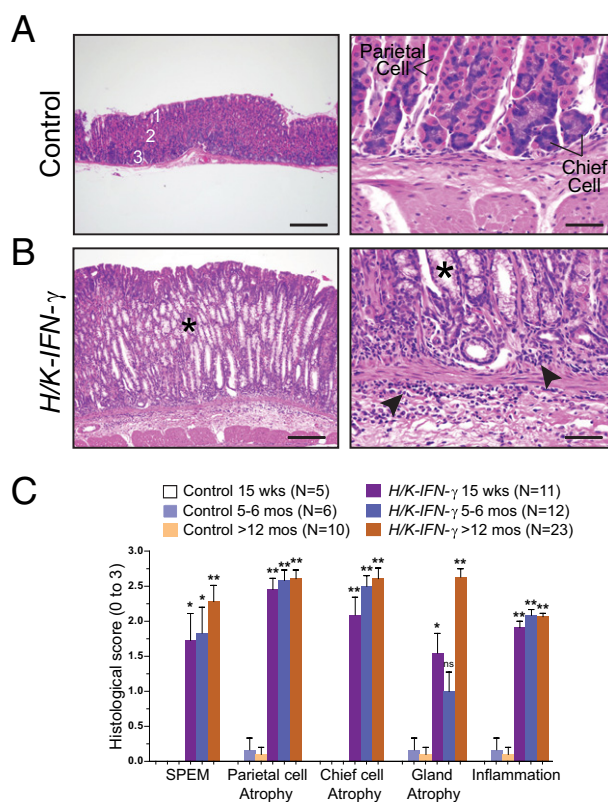 A
Control
1
2
3
Parietal
Cell
Chief
Cell
B
H/K-IFN-γ
*
*
C
Control 15 wks (N=5)
Control 5-6 mos (N=6)
Control >12 mos (N=10)
H/K-IFN-γ 15 wks (N=11)
H/K-IFN-γ 5-6 mos (N=12)
H/K-IFN-γ >12 mos (N=23)
Histological score (0 to 3)
3.0
2.5
2.0
1.5
1.0
0.5
0.0
* * **
** ** **
** ** **
* ns **
** ** **
SPEM
Parietal cell
Atrophy
Chief cell
Atrophy
Gland
Atrophy
Inflammation